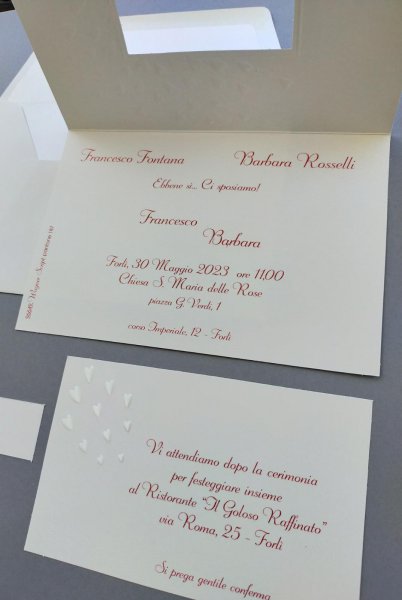 Francesco Fontana Barbara Rosselli
Ebbene si... Ci sposiamo!
Francesco
Barbara
Forlì, 30 Maggio 2023 ore 11,00
Chiesa S. Maria delle Rose
piazza G. Verdi, 1
corso Imperiale, 12 - Forlì
Vi attendiamo dopo la cerimonia
per festeggiare insieme
al Ristorante "Il Goloso Raffinato"
via Roma, 25 - Forlì
Si prega gentile conferma